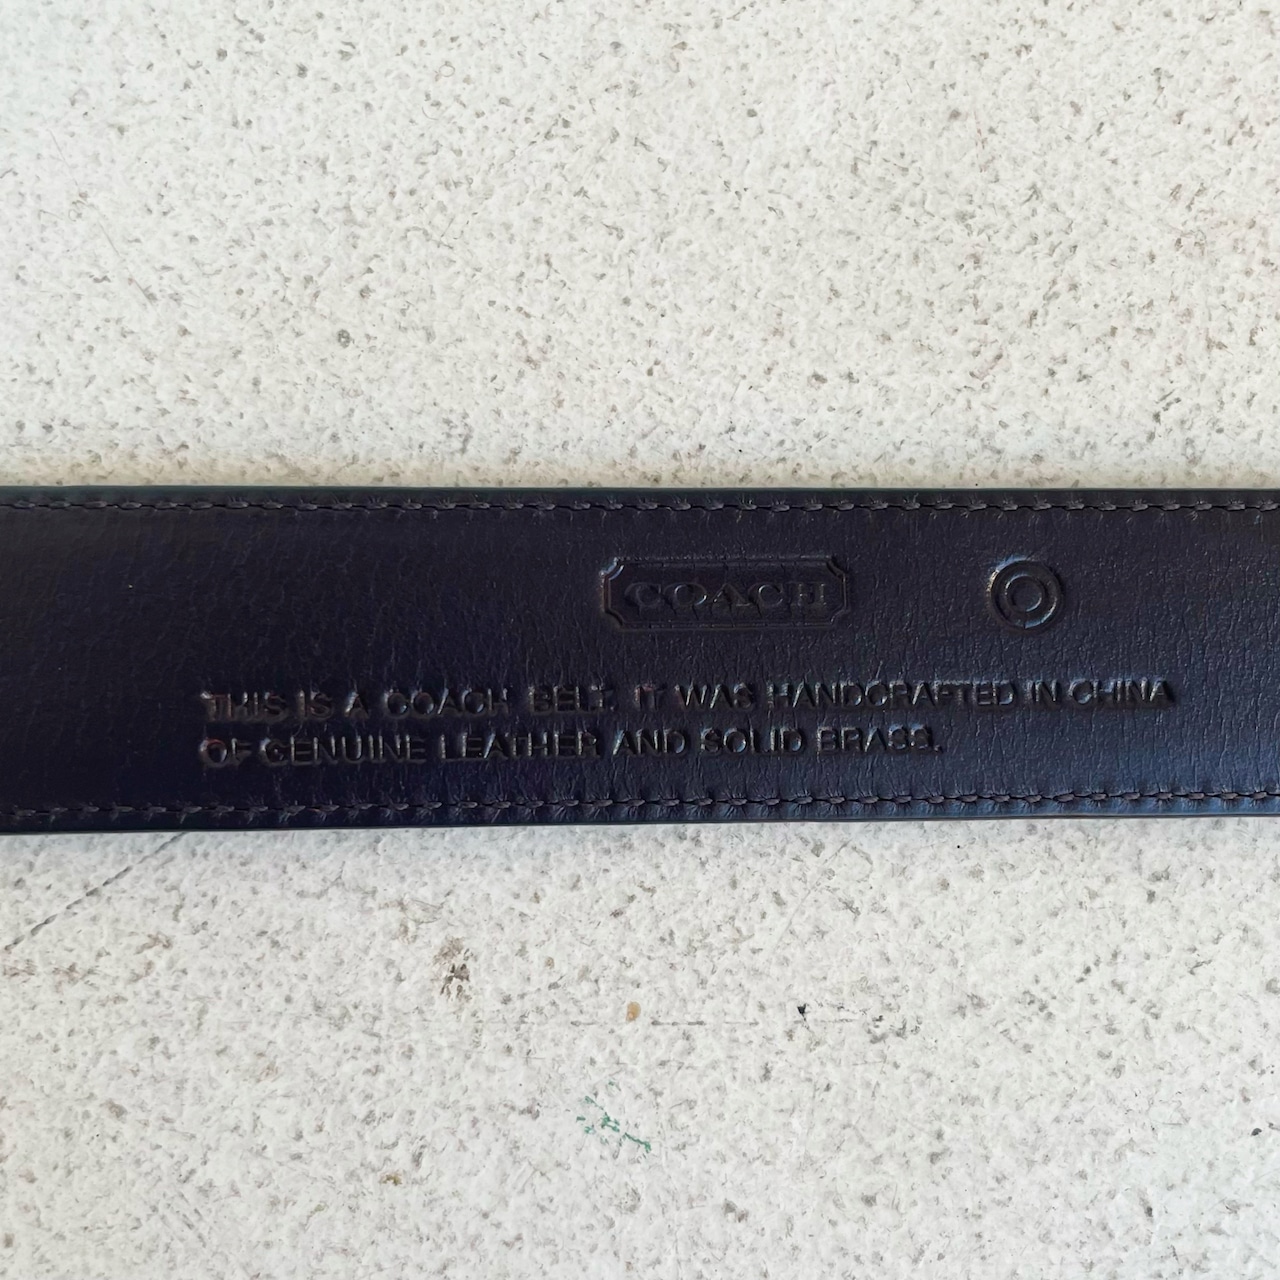 COACH
THIS IS A COACH BELT. IT WAS HANDCRAFTED IN CHINA
OF GENUINE LEATHER AND SOLID BRASS.